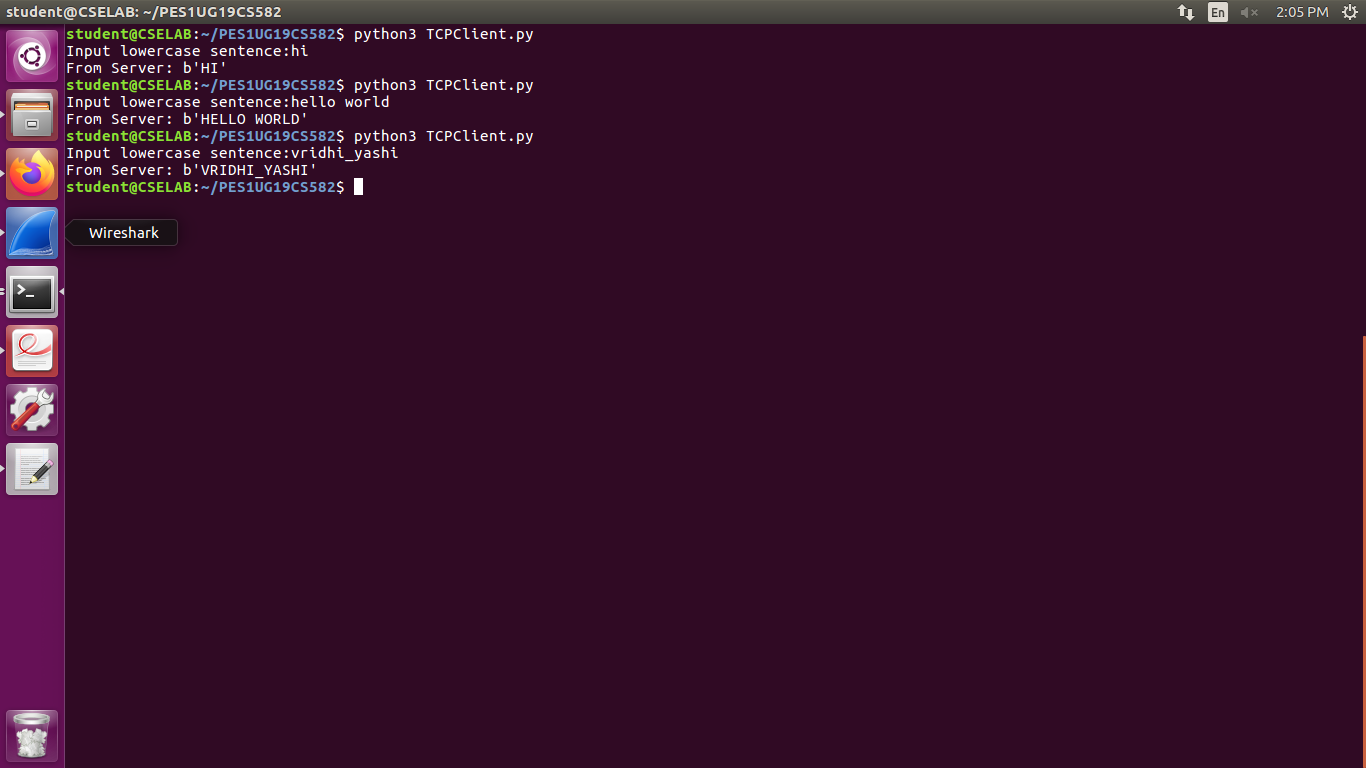 student@CSELAB: ~/PES1UG19CS582
En
2:05 PM
student@CSELAB:~/PES1UG19CS582$ python3 TCPClient.py
Input lowercase sentence:hi
From Server: b'HI'
student@CSELAB:~/PES1UG19CS582$ python3 TCPClient.py
Input lowercase sentence:hello world
From Server: b'HELLO WORLD'
student@CSELAB:~/PES1UG19CS582$ python3 TCPClient.py
Input lowercase sentence:vridhi_yashi
From Server: b'VRIDHI_YASHI'
student@CSELAB:~/PES1UG19CS582$
Wireshark